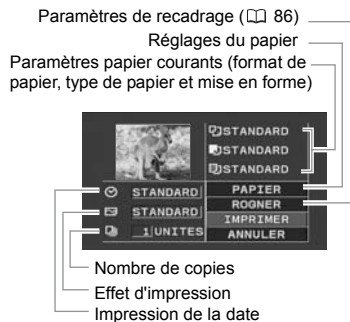 Paramètres de recadrage (📖 86)
Réglages du papier
Paramètres papier courants (format de
papier, type de papier et mise en forme)
STANDARD
STANDARD
STANDARD
STANDARD PAPIER
ROGNER
STANDARD IMPRIMER
1 UNITES ANNULER
Nombre de copies
Effet d'impression
Impression de la date